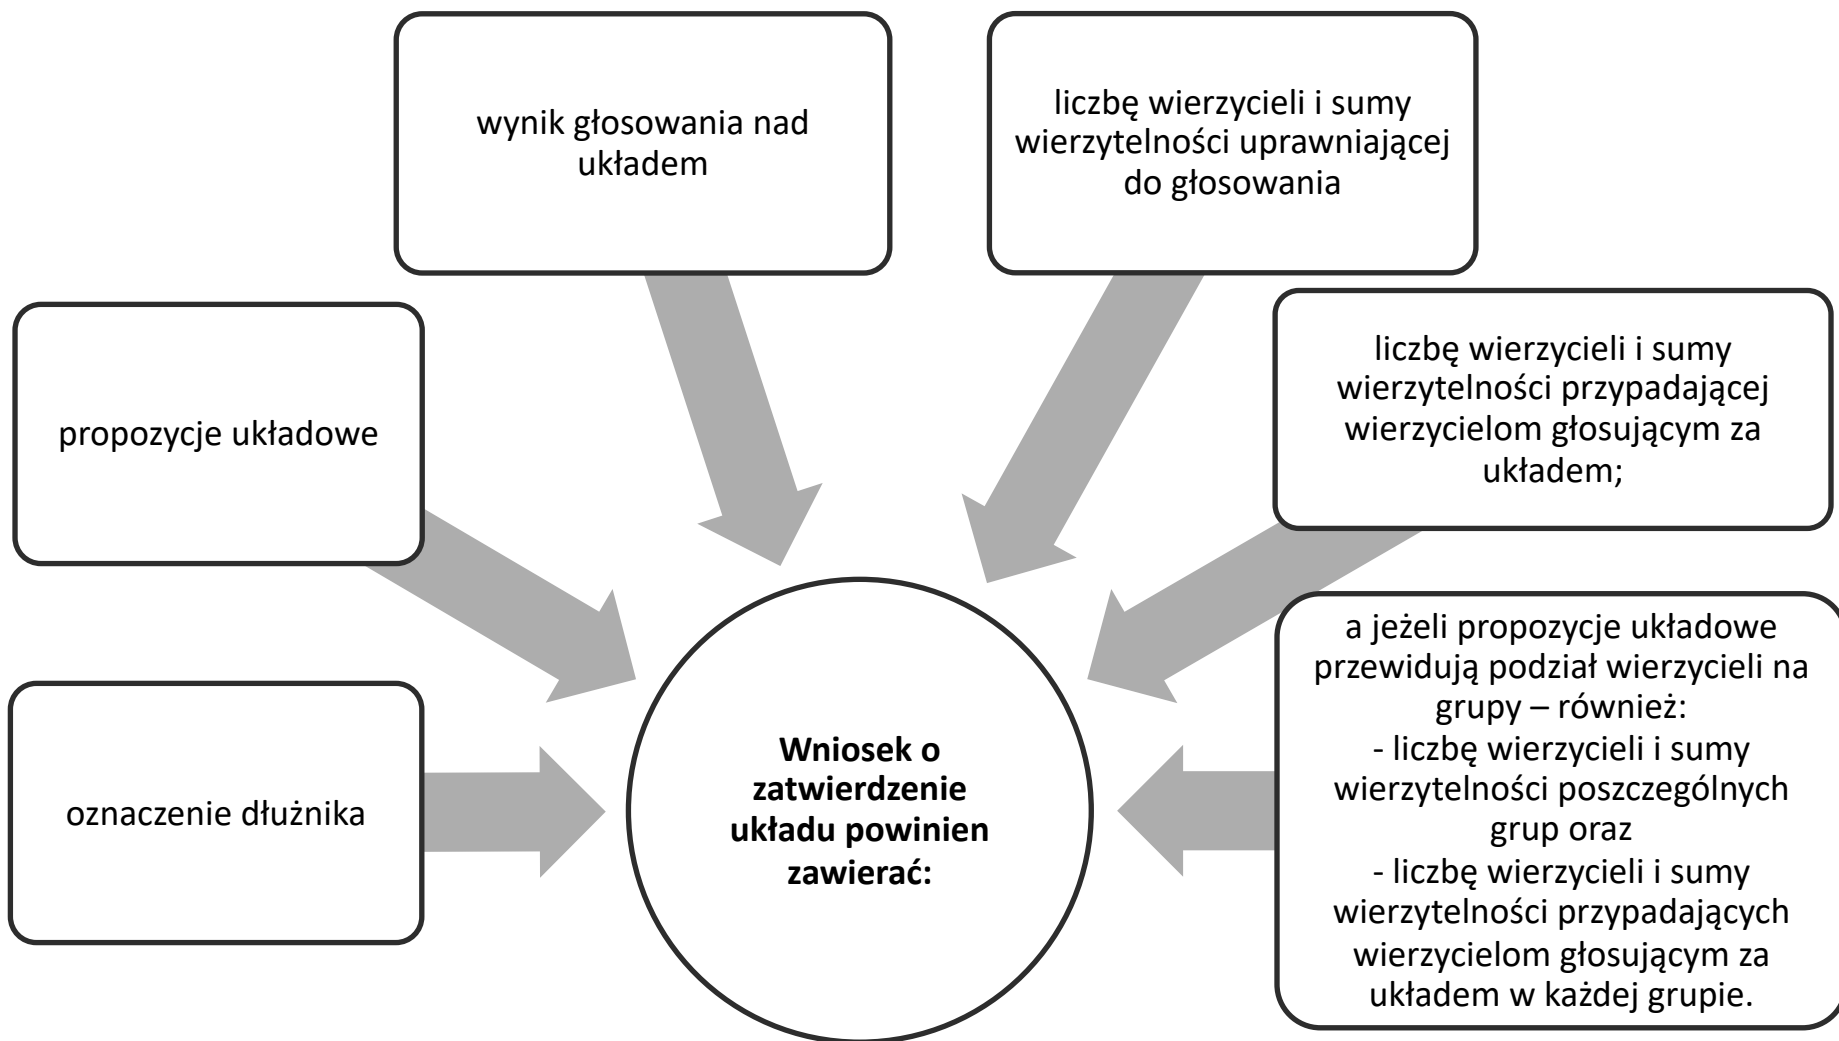 wynik głosowania nad
układem
liczbę wierzycieli i sumy
wierzytelności uprawniającej
do głosowania
propozycje układowe
liczbę wierzycieli i sumy
wierzytelności przypadającej
wierzycielom głosującym za
układem;
oznaczenie dłużnika
Wniosek o
zatwierdzenie
układu powinien
zawierać:
a jeżeli propozycje układowe
przewidują podział wierzycieli na
grupy – również:
- liczbę wierzycieli i sumy
wierzytelności poszczególnych
grup oraz
- liczbę wierzycieli i sumy
wierzytelności przypadających
wierzycielom głosującym za
układem w każdej grupie.